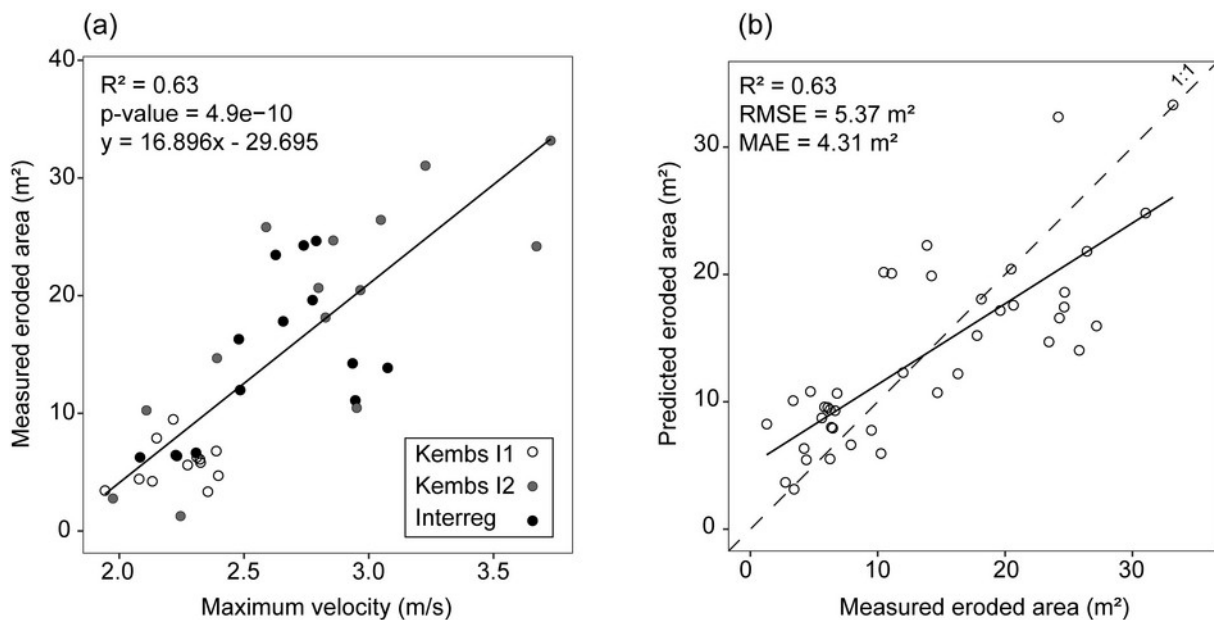 (a)
R² = 0.63
p-value = 4.9e−10
y = 16.896x - 29.695
Measured eroded area (m²)
40
30
20
10
0
Kembs I1
Kembs I2
Interreg
2.0 2.5 3.0 3.5
Maximum velocity (m/s)
(b)
R² = 0.63
RMSE = 5.37 m²
MAE = 4.31 m²
1:1
Predicted eroded area (m²)
30
20
10
0
0 10 20 30
Measured eroded area (m²)